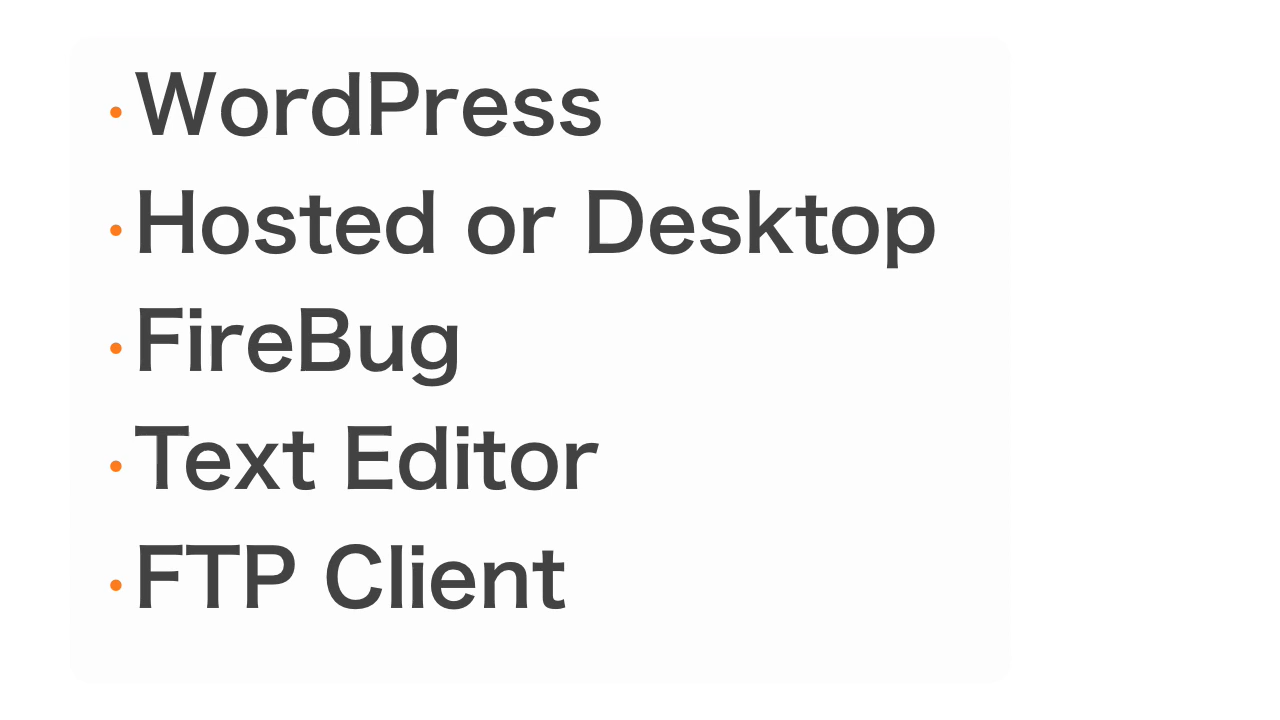 • WordPress
• Hosted or Desktop
• FireBug
• Text Editor
• FTP Client